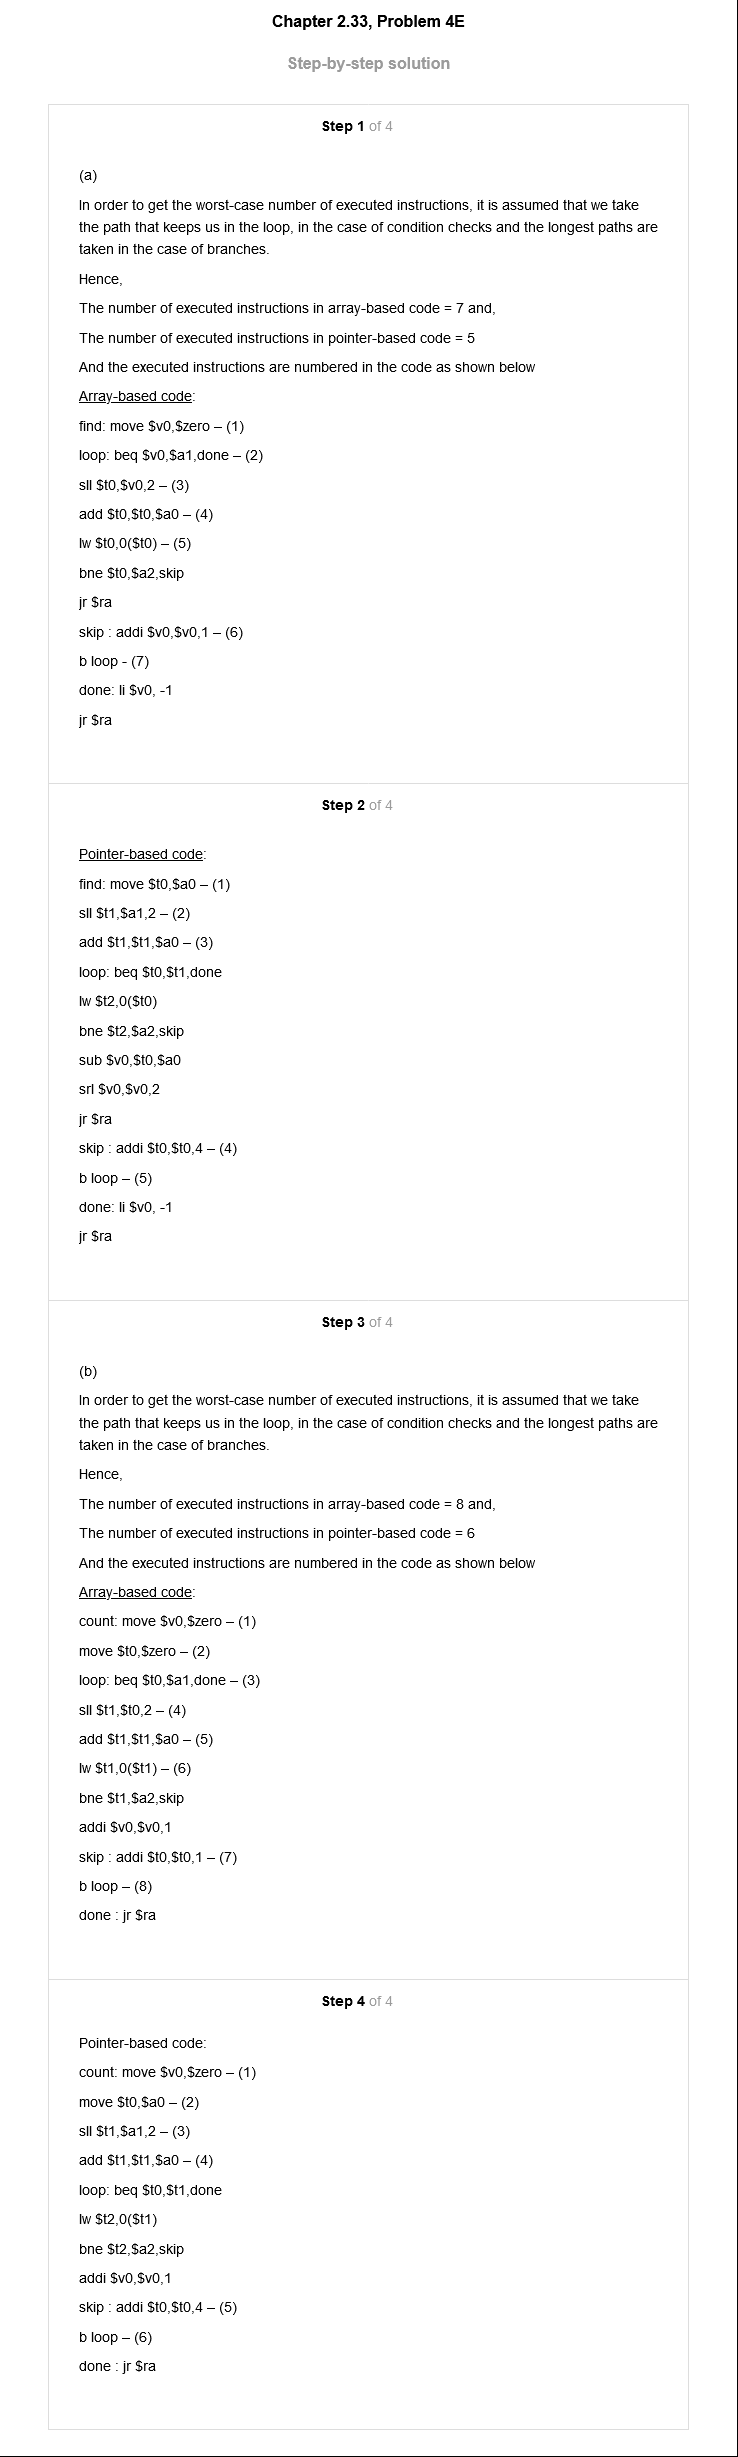 Chapter 2.33, Problem 4E
Step-by-step solution
Step 1 of 4
(a)
In order to get the worst-case number of executed instructions, it is assumed that we take
the path that keeps us in the loop, in the case of condition checks and the longest paths are
taken in the case of branches.
Hence,
The number of executed instructions in array-based code = 7 and,
The number of executed instructions in pointer-based code = 5
And the executed instructions are numbered in the code as shown below
Array-based code:
find: move $v0,$zero – (1)
loop: beq $v0,$a1,done – (2)
sll $t0,$v0,2 – (3)
add $t0,$t0,$a0 – (4)
lw $t0,0($t0) – (5)
bne $t0,$a2,skip
jr $ra
skip : addi $v0,$v0,1 – (6)
b loop - (7)
done: li $v0, -1
jr $ra
Step 2 of 4
Pointer-based code:
find: move $t0,$a0 – (1)
sll $t1,$a1,2 – (2)
add $t1,$t1,$a0 – (3)
loop: beq $t0,$t1,done
lw $t2,0($t0)
bne $t2,$a2,skip
sub $v0,$t0,$a0
srl $v0,$v0,2
jr $ra
skip : addi $t0,$t0,4 – (4)
b loop – (5)
done: li $v0, -1
jr $ra
Step 3 of 4
(b)
In order to get the worst-case number of executed instructions, it is assumed that we take
the path that keeps us in the loop, in the case of condition checks and the longest paths are
taken in the case of branches.
Hence,
The number of executed instructions in array-based code = 8 and,
The number of executed instructions in pointer-based code = 6
And the executed instructions are numbered in the code as shown below
Array-based code:
count: move $v0,$zero – (1)
move $t0,$zero – (2)
loop: beq $t0,$a1,done – (3)
sll $t1,$t0,2 – (4)
add $t1,$t1,$a0 – (5)
lw $t1,0($t1) – (6)
bne $t1,$a2,skip
addi $v0,$v0,1
skip : addi $t0,$t0,1 – (7)
b loop – (8)
done : jr $ra
Step 4 of 4
Pointer-based code:
count: move $v0,$zero – (1)
move $t0,$a0 – (2)
sll $t1,$a1,2 – (3)
add $t1,$t1,$a0 – (4)
loop: beq $t0,$t1,done
lw $t2,0($t1)
bne $t2,$a2,skip
addi $v0,$v0,1
skip : addi $t0,$t0,4 – (5)
b loop – (6)
done : jr $ra